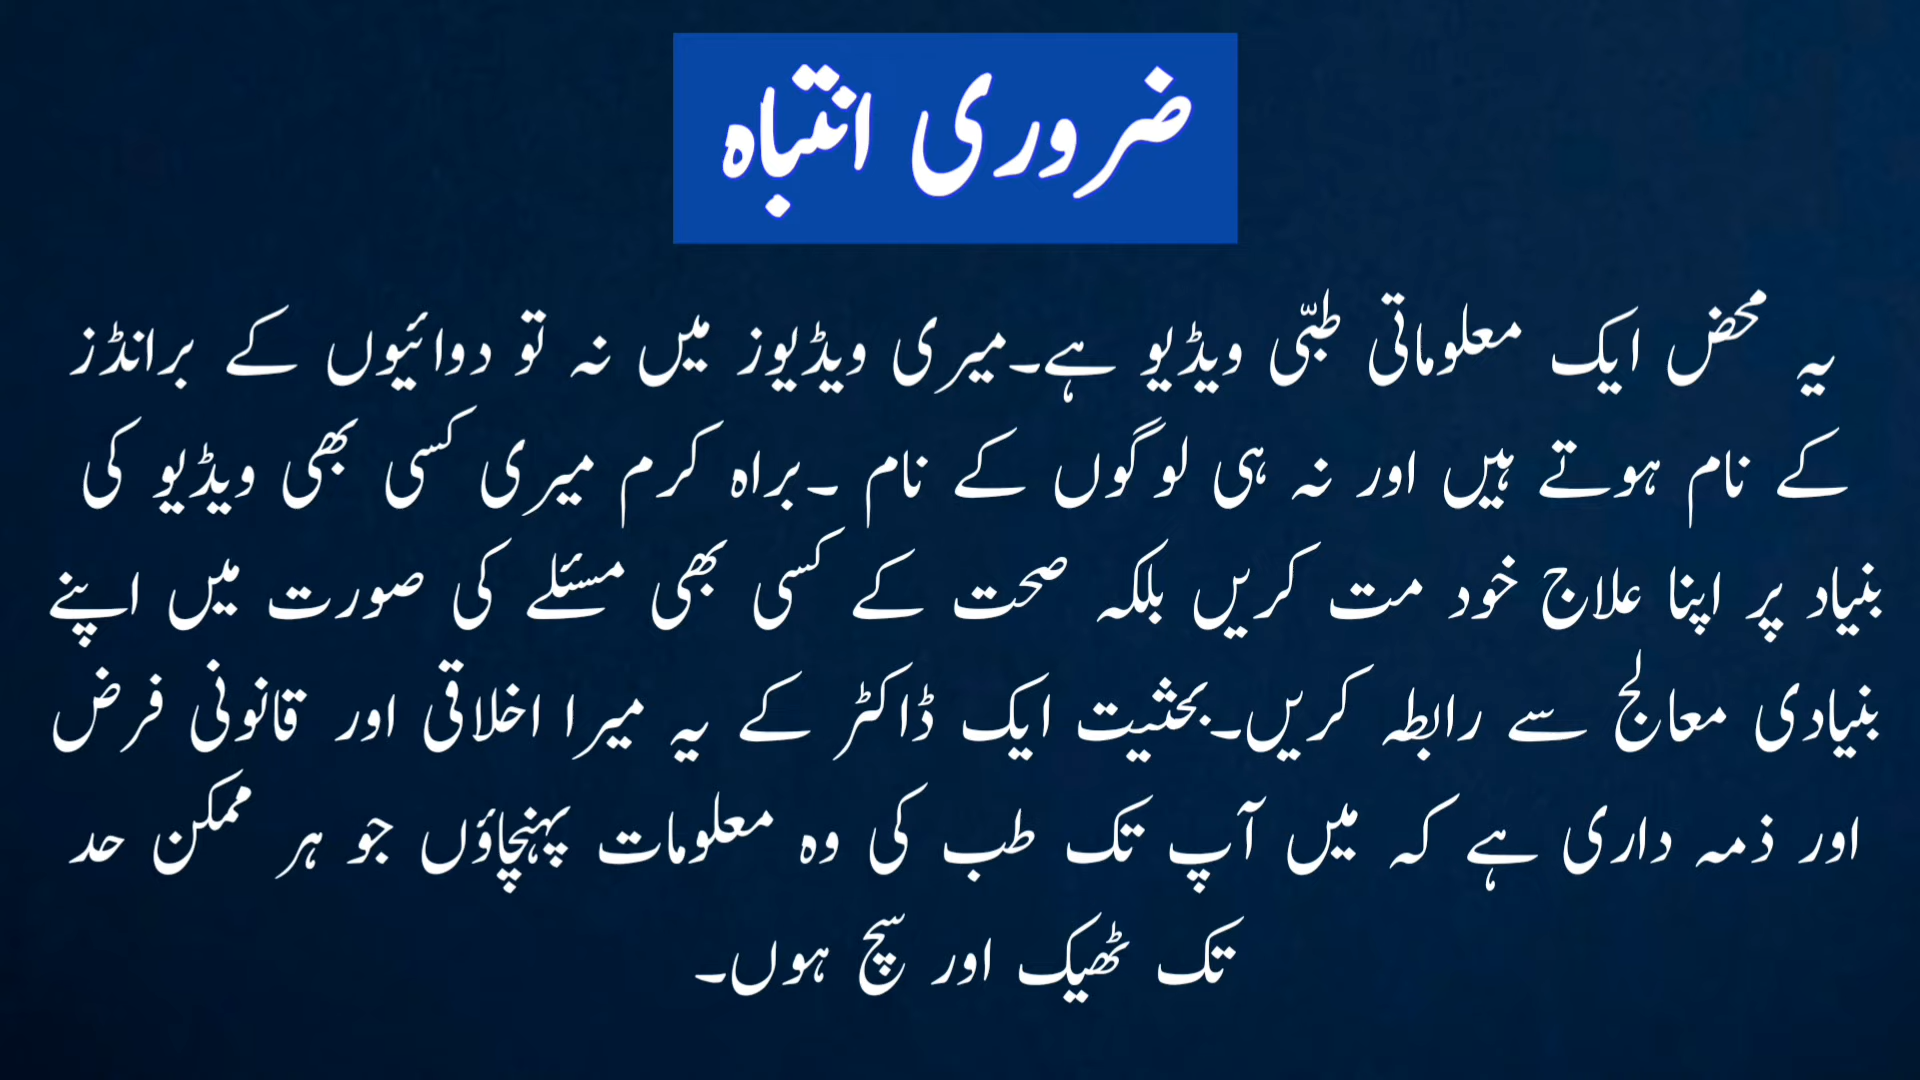 ضروری انتباہ
یہ محض ایک معلوماتی طبّی ویڈیو ہے۔میری ویڈیوز میں نہ تو دوائیوں کے برانڈز
کے نام ہوتے ہیں اور نہ ہی لوگوں کے نام ۔براہ کرم میری کسی بھی ویڈیو کی
بنیاد پر اپنا علاج خود مت کریں بلکہ صحت کے کسی بھی مسئلے کی صورت میں اپنے
بنیادی معالج سے رابطہ کریں۔بحثیت ایک ڈاکٹر کے یہ میرا اخلاقی اور قانونی فرض
اور ذمہ داری ہے کہ میں آپ تک طب کی وہ معلومات پہنچاؤں جو ہر ممکن حد
تک ٹھیک اور سچ ہوں۔